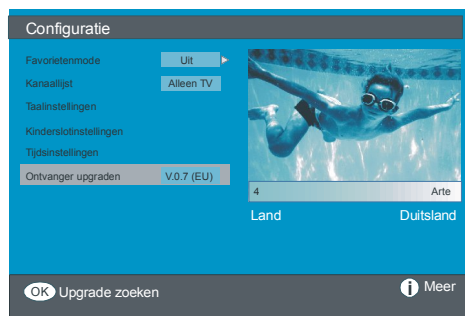 Configuratie
Favorietenmode Uit
Kanaallijst Alleen TV
Taalinstellingen
Kinderslotinstellingen
Tijdsinstellingen
Ontvanger upgraden V.0.7 (EU)
4 Arte
Land Duitsland
OK Upgrade zoeken
i Meer